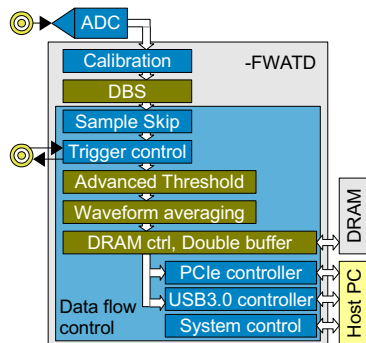 ADC
-FWATD
Calibration
DBS
Sample Skip
Trigger control
Advanced Threshold
Waveform averaging
DRAM ctrl, Double buffer
DRAM
PCIe controller
USB3.0 controller
System control
Data flow
control
Host PC